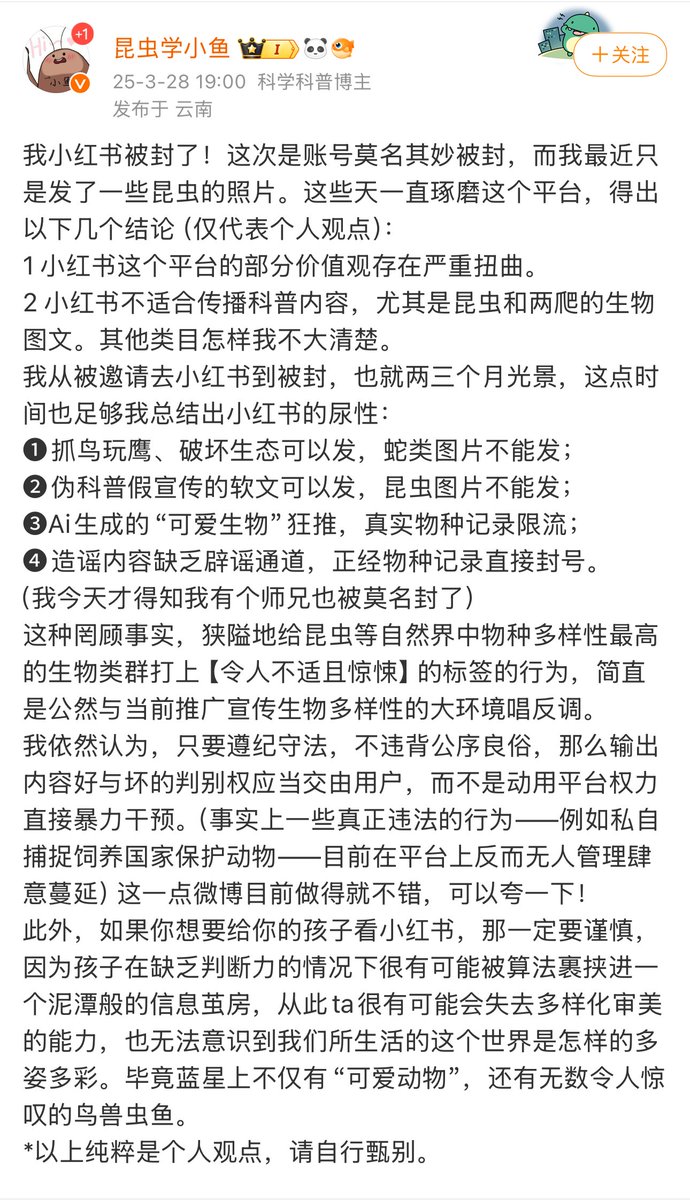 +1
昆虫学小鱼
I
25-3-28 19:00 科学科普博主
发布于 云南
+关注
我小红书被封了！这次是账号莫名其妙被封，而我最近只
是发了一些昆虫的照片。这些天一直琢磨这个平台，得出
以下几个结论 (仅代表个人观点)：
1 小红书这个平台的部分价值观存在严重扭曲。
2 小红书不适合传播科普内容，尤其是昆虫和两爬的生物
图文。其他类目怎样我不大清楚。
我从被邀请去小红书到被封，也就两三个月光景，这点时
间也足够我总结出小红书的尿性：
❶抓鸟玩鹰、破坏生态可以发，蛇类图片不能发；
❷伪科普假宣传的软文可以发，昆虫图片不能发；
❸Ai生成的“可爱生物”狂推，真实物种记录限流；
❹造谣内容缺乏辟谣通道，正经物种记录直接封号。
(我今天才得知我有个师兄也被莫名封了)
这种罔顾事实，狭隘地给昆虫等自然界中物种多样性最高
的生物类群打上【令人不适且惊悚】的标签的行为，简直
是公然与当前推广宣传生物多样性的大环境唱反调。
我依然认为，只要遵纪守法，不违背公序良俗，那么输出
内容好与坏的判别权应当交由用户，而不是动用平台权力
直接暴力干预。(事实上一些真正违法的行为——例如私自
捕捉饲养国家保护动物——目前在平台上反而无人管理肆
意蔓延) 这一点微博目前做得就不错，可以夸一下！
此外，如果你想要给你的孩子看小红书，那一定要谨慎，
因为孩子在缺乏判断力的情况下很有可能被算法裹挟进一
个泥潭般的信息茧房，从此ta很有可能会失去多样化审美
的能力，也无法意识到我们所生活的这个世界是怎样的多
姿多彩。毕竟蓝星上不仅有“可爱动物”，还有无数令人惊
叹的鸟兽虫鱼。
*以上纯粹是个人观点，请自行甄别。